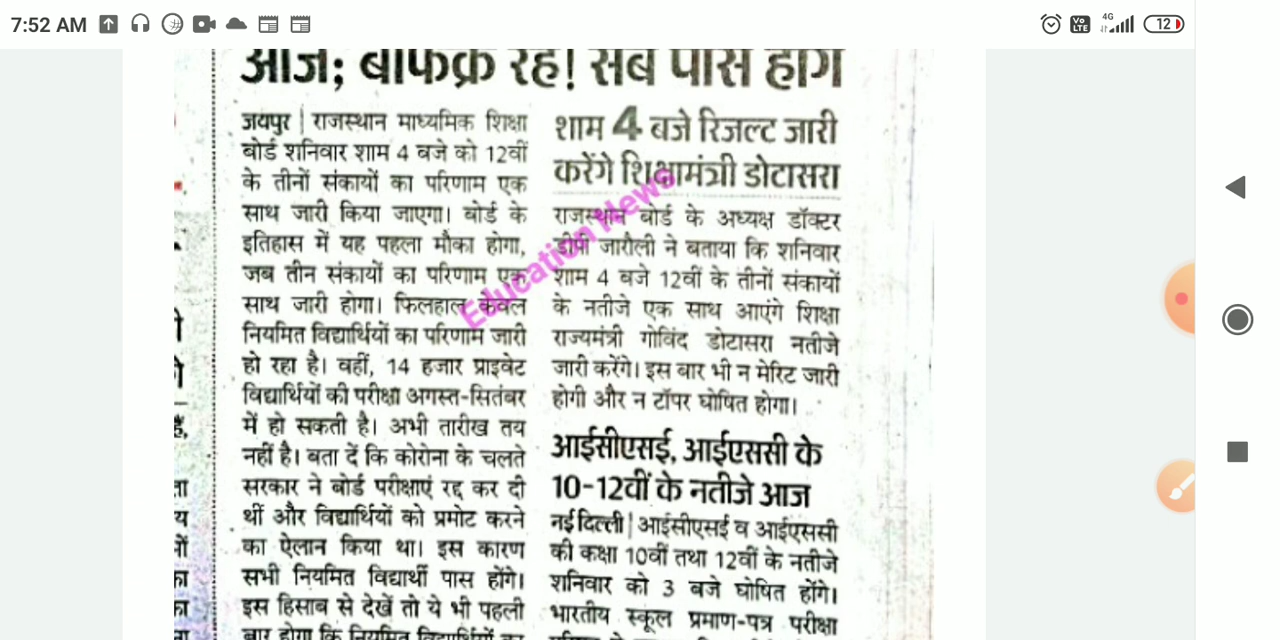 7:52 AM
4G
Vo LTE
12
आज; बेफिक्र रहें! सब पास होंगे
जयपुर | राजस्थान माध्यमिक शिक्षा
बोर्ड शनिवार शाम 4 बजे को 12वीं
के तीनों संकायों का परिणाम एक
साथ जारी किया जाएगा। बोर्ड के
इतिहास में यह पहला मौका होगा,
जब तीन संकायों का परिणाम एक
साथ जारी होगा। फिलहाल केवल
नियमित विद्यार्थियों का परिणाम जारी
हो रहा है। वहीं, 14 हजार प्राइवेट
विद्यार्थियों की परीक्षा अगस्त-सितंबर
में हो सकती है। अभी तारीख तय
नहीं है। बता दें कि कोरोना के चलते
सरकार ने बोर्ड परीक्षाएं रद्द कर दी
थीं और विद्यार्थियों को प्रमोट करने
का ऐलान किया था। इस कारण
सभी नियमित विद्यार्थी पास होंगे।
इस हिसाब से देखें तो ये भी पहली
बार होगा कि नियमित विद्यार्थियों का
शाम 4 बजे रिजल्ट जारी
करेंगे शिक्षामंत्री डोटासरा
राजस्थान बोर्ड के अध्यक्ष डॉक्टर
डीपी जारौली ने बताया कि शनिवार
शाम 4 बजे 12वीं के तीनों संकायों
के नतीजे एक साथ आएंगे शिक्षा
राज्यमंत्री गोविंद डोटासरा नतीजे
जारी करेंगे। इस बार भी न मेरिट जारी
होगी और न टॉपर घोषित होगा।
आईसीएसई, आईएससी के
10-12वीं के नतीजे आज
नई दिल्ली | आईसीएसई व आईएससी
की कक्षा 10वीं तथा 12वीं के नतीजे
शनिवार को 3 बजे घोषित होंगे।
भारतीय स्कूल प्रमाण-पत्र परीक्षा
Education News